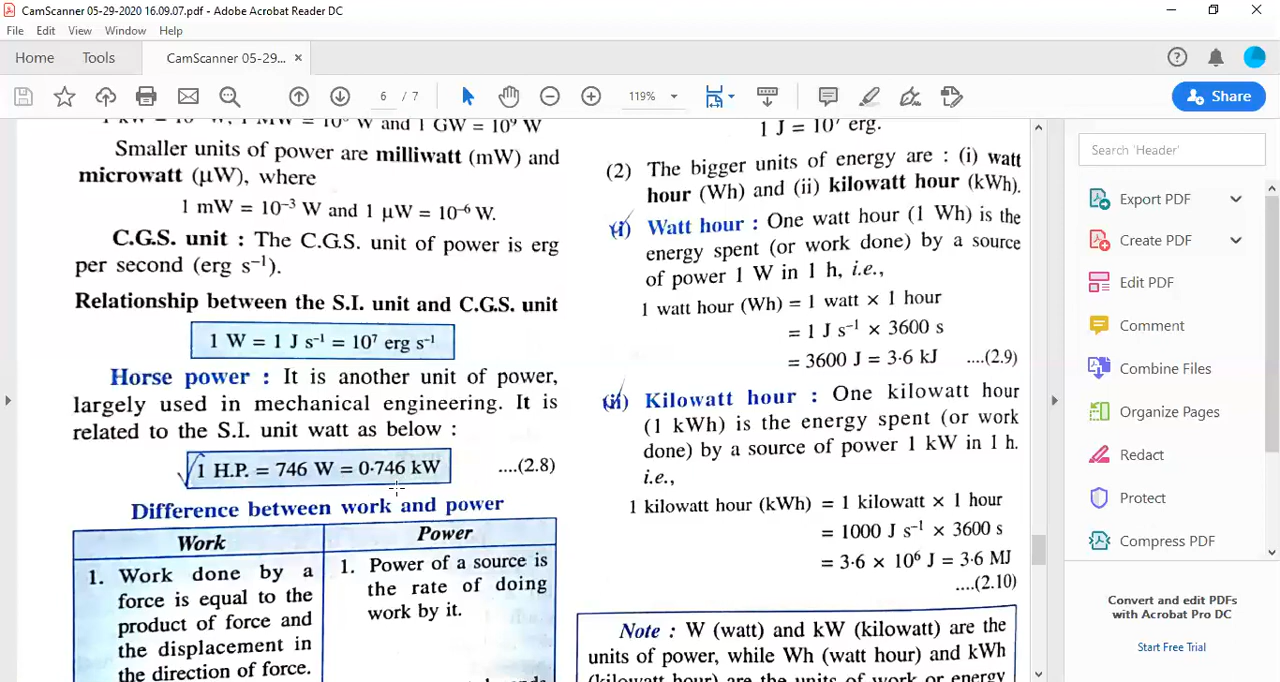 CamScanner 05-29-2020 16.09.07.pdf - Adobe Acrobat Reader DC
File Edit View Window Help
Home Tools CamScanner 05-29... ×
6 / 7 119% Share
1 kW = 10 W, 1 MW = 10⁶ W and 1 GW = 10⁹ W
Smaller units of power are milliwatt (mW) and
microwatt (μW), where
1 mW = 10⁻³ W and 1 μW = 10⁻⁶ W.
C.G.S. unit : The C.G.S. unit of power is erg
per second (erg s⁻¹).
Relationship between the S.I. unit and C.G.S. unit
1 W = 1 J s⁻¹ = 10⁷ erg s⁻¹
Horse power : It is another unit of power,
largely used in mechanical engineering. It is
related to the S.I. unit watt as below :
1 H.P. = 746 W = 0·746 kW ....(2.8)
Difference between work and power
Work Power
1. Work done by a
force is equal to the
product of force and
the displacement in
the direction of force.
1. Power of a source is
the rate of doing
work by it.
1 J = 10⁷ erg.
(2) The bigger units of energy are : (i) watt
hour (Wh) and (ii) kilowatt hour (kWh).
(i) Watt hour : One watt hour (1 Wh) is the
energy spent (or work done) by a source
of power 1 W in 1 h, i.e.,
1 watt hour (Wh) = 1 watt × 1 hour
= 1 J s⁻¹ × 3600 s
= 3600 J = 3·6 kJ ....(2.9)
(ii) Kilowatt hour : One kilowatt hour
(1 kWh) is the energy spent (or work
done) by a source of power 1 kW in 1 h.
i.e.,
1 kilowatt hour (kWh) = 1 kilowatt × 1 hour
= 1000 J s⁻¹ × 3600 s
= 3·6 × 10⁶ J = 3·6 MJ
....(2.10)
Note : W (watt) and kW (kilowatt) are the
units of power, while Wh (watt hour) and kWh
(kilowatt hour) are the units of work or energy
Search 'Header'
Export PDF
Create PDF
Edit PDF
Comment
Combine Files
Organize Pages
Redact
Protect
Compress PDF
Convert and edit PDFs
with Acrobat Pro DC
Start Free Trial